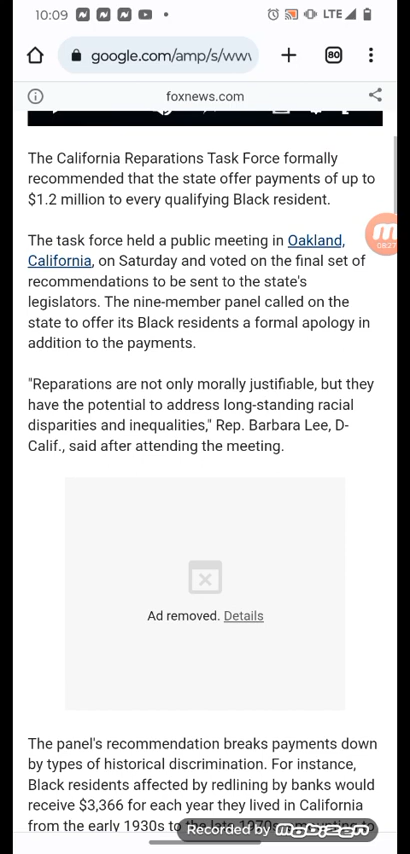 10:09
LTE
google.com/amp/s/ww
80
foxnews.com
The California Reparations Task Force formally
recommended that the state offer payments of up to
$1.2 million to every qualifying Black resident.
08:27
The task force held a public meeting in Oakland,
California, on Saturday and voted on the final set of
recommendations to be sent to the state's
legislators. The nine-member panel called on the
state to offer its Black residents a formal apology in
addition to the payments.
"Reparations are not only morally justifiable, but they
have the potential to address long-standing racial
disparities and inequalities," Rep. Barbara Lee, D-
Calif., said after attending the meeting.
Ad removed. Details
The panel's recommendation breaks payments down
by types of historical discrimination. For instance,
Black residents affected by redlining by banks would
receive $3,366 for each year they lived in California
from the early 1930s to the late 1970s,
Recorded by mobizen